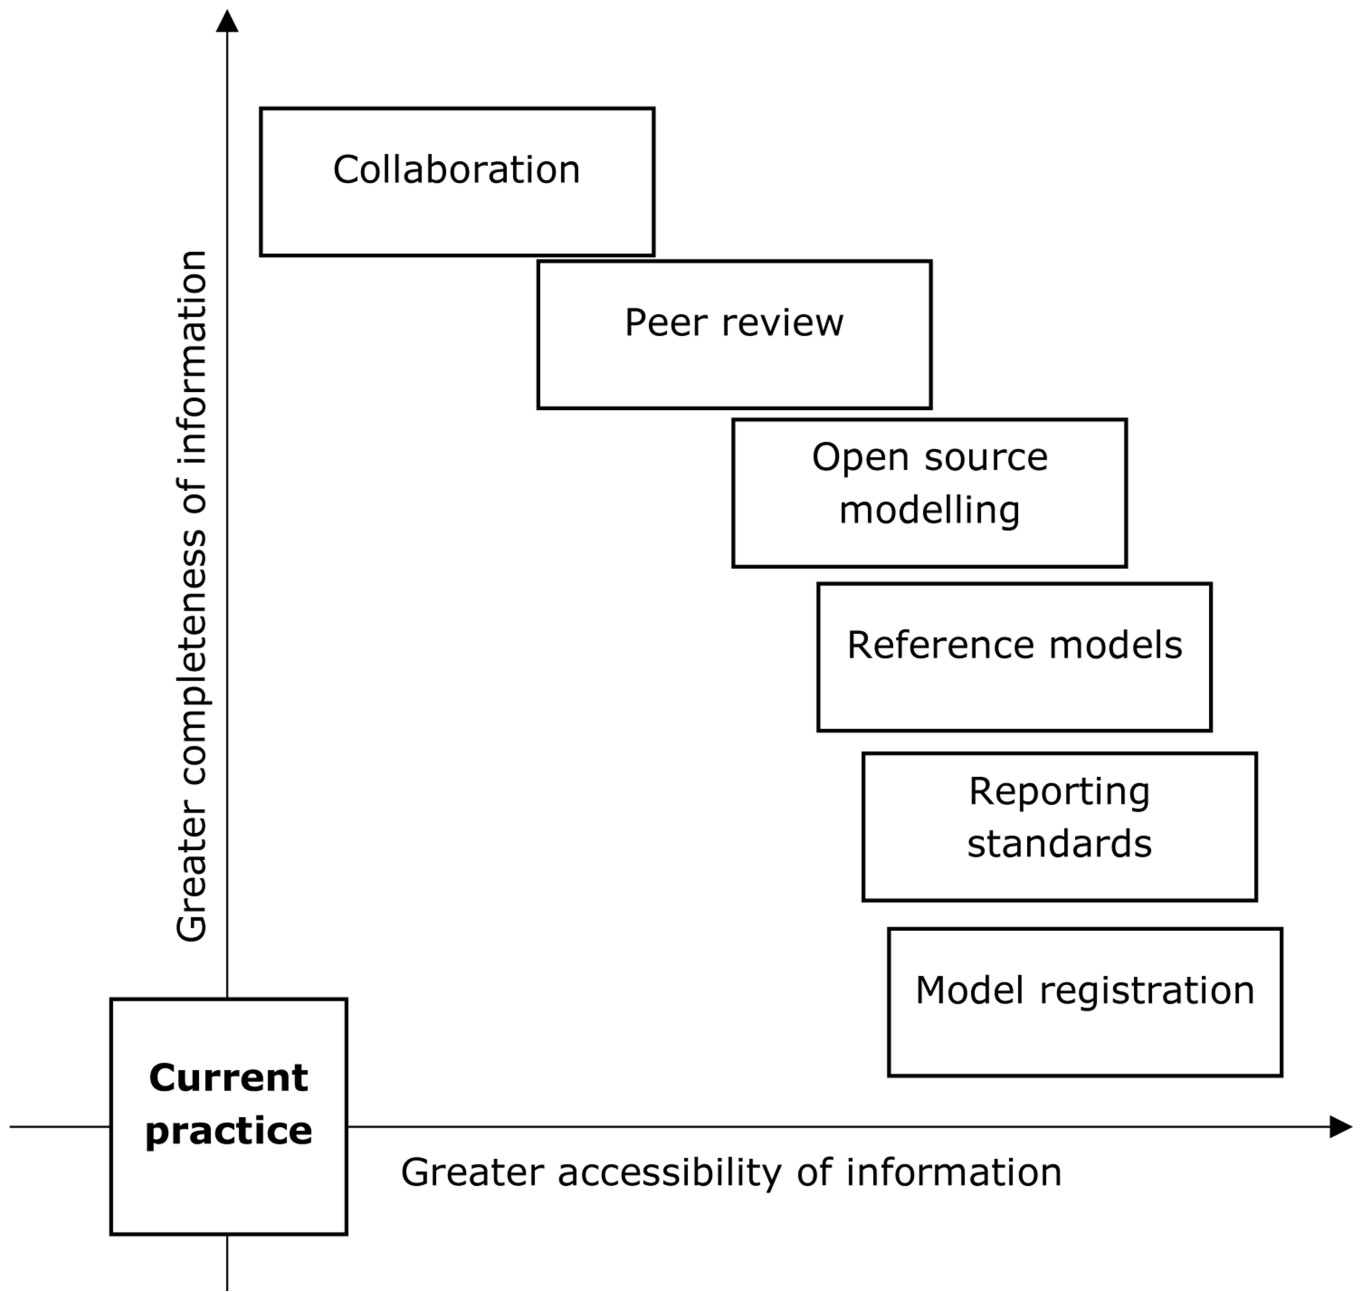 Collaboration
Peer review
Open source
modelling
Reference models
Reporting
standards
Model registration
Greater completeness of information
Current
practice
Greater accessibility of information